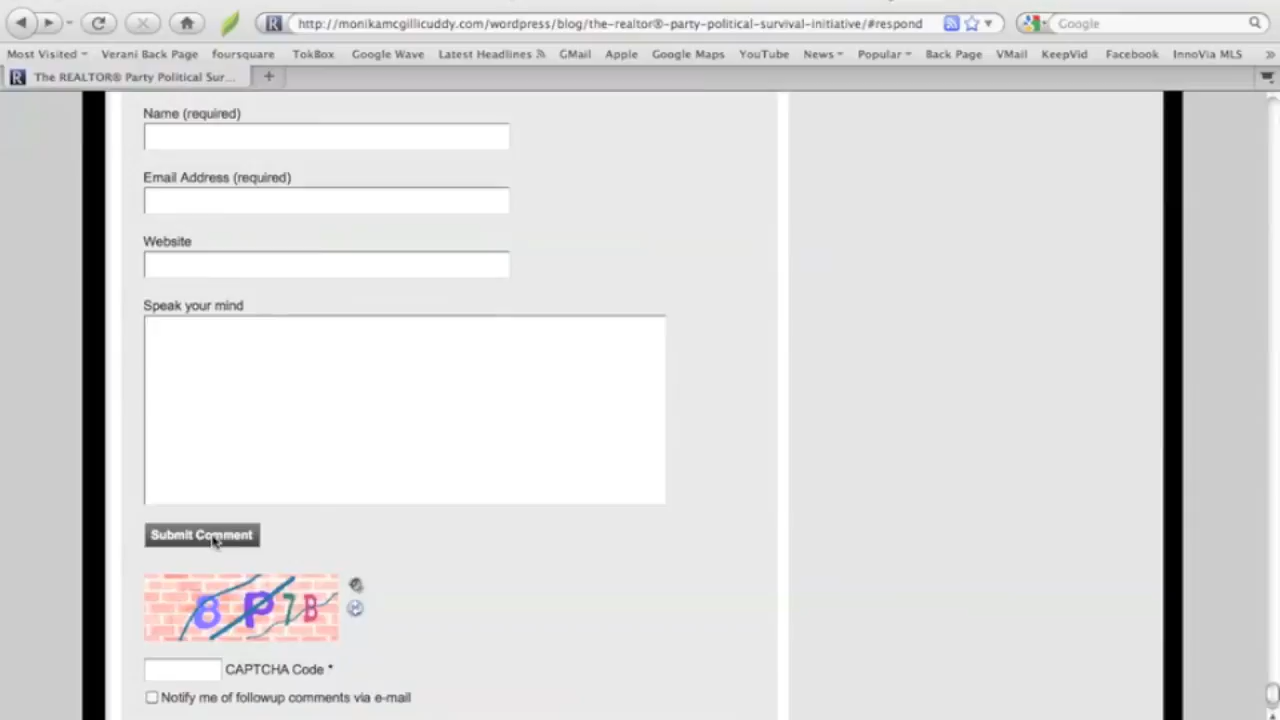 http://monikamcgillicuddy.com/wordpress/blog/the-realtor®-party-political-survival-initiative/#respond
Google
Most Visited Verani Back Page foursquare TokBox Google Wave Latest Headlines GMail Apple Google Maps YouTube News Popular Back Page VMail KeepVid Facebook InnoVia MLS »
R The REALTOR® Party Political Sur... +
Name (required)
Email Address (required)
Website
Speak your mind
Submit Comment
8 P 7 B
CAPTCHA Code *
Notify me of followup comments via e-mail